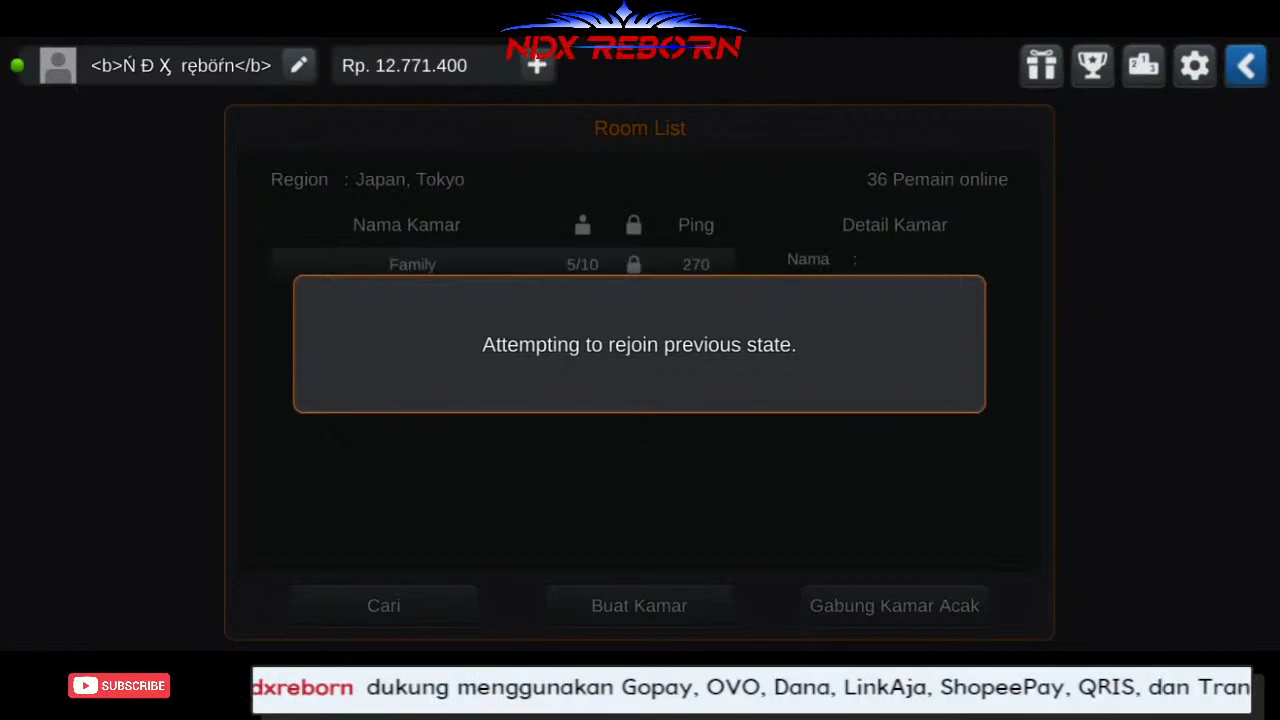 NDX REBORN
<b>Ń Đ Ӽ ręböŕn</b>
Rp. 12.771.400
Room List
Region : Japan, Tokyo
36 Pemain online
Nama Kamar Ping
Detail Kamar
Family 5/10 270
Nama :
Attempting to rejoin previous state.
Cari
Buat Kamar
Gabung Kamar Acak
SUBSCRIBE
dxreborn dukung menggunakan Gopay, OVO, Dana, LinkAja, ShopeePay, QRIS, dan Tran